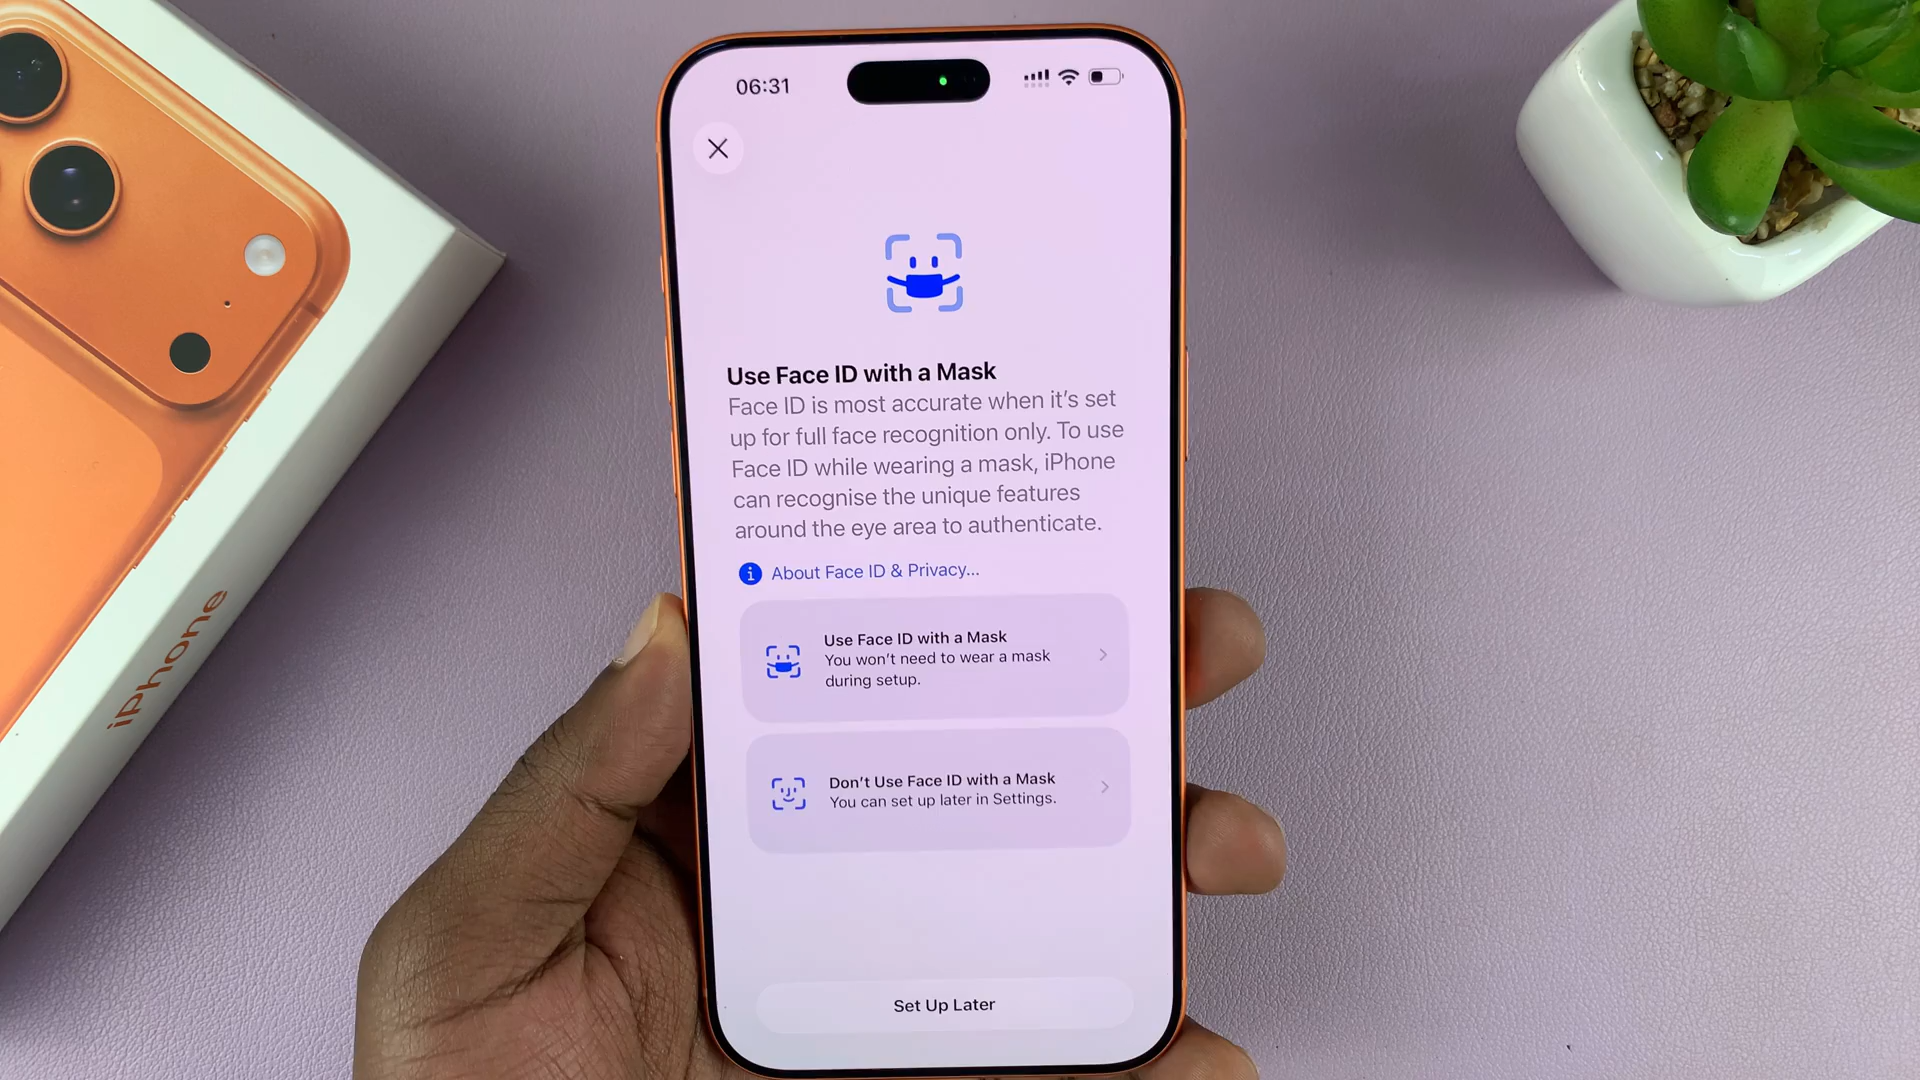 06:31
Use Face ID with a Mask
Face ID is most accurate when it's set
up for full face recognition only. To use
Face ID while wearing a mask, iPhone
can recognise the unique features
around the eye area to authenticate.
About Face ID & Privacy...
Use Face ID with a Mask
You won't need to wear a mask
during setup.
Don't Use Face ID with a Mask
You can set up later in Settings.
Set Up Later
iPhone